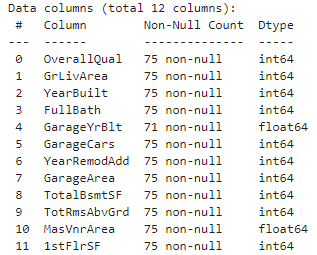 Data columns (total 12 columns):
 #   Column        Non-Null Count  Dtype
---  ------        --------------  -----
 0   OverallQual   75 non-null     int64
 1   GrLivArea     75 non-null     int64
 2   YearBuilt     75 non-null     int64
 3   FullBath      75 non-null     int64
 4   GarageYrBlt   71 non-null     float64
 5   GarageCars    75 non-null     int64
 6   YearRemodAdd  75 non-null     int64
 7   GarageArea    75 non-null     int64
 8   TotalBsmtSF   75 non-null     int64
 9   TotRmsAbvGrd  75 non-null     int64
 10  MasVnrArea    75 non-null     float64
 11  1stFlrSF      75 non-null     int64